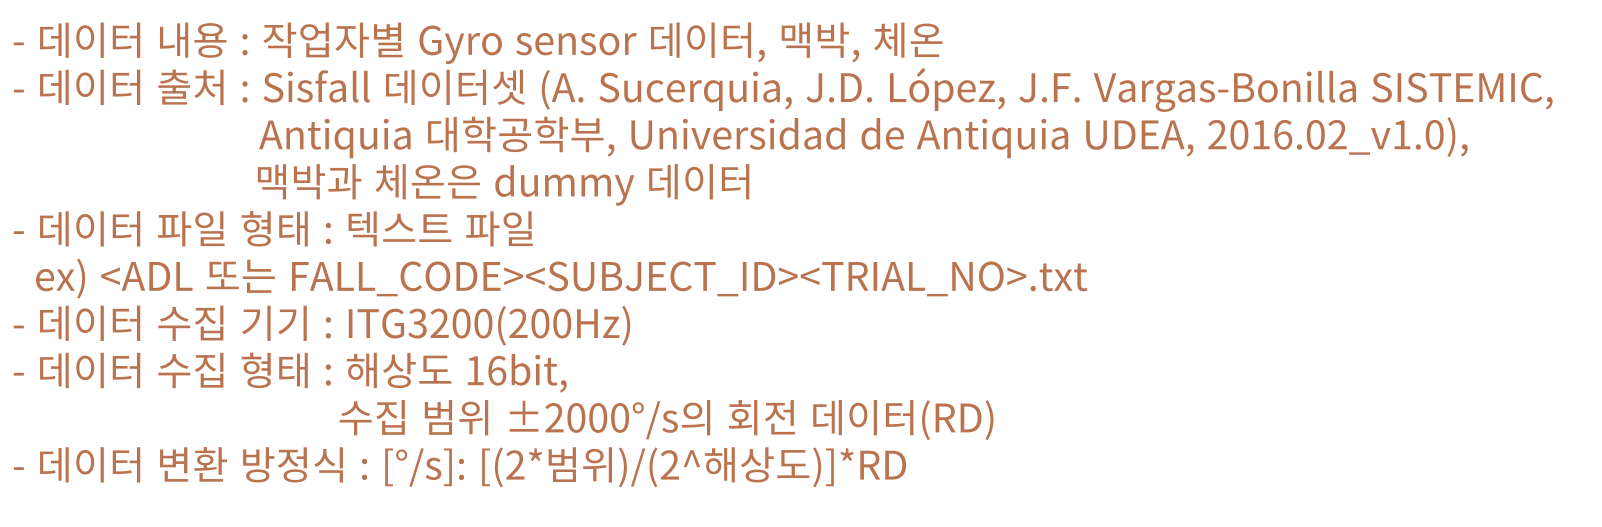 - 데이터 내용 : 작업자별 Gyro sensor 데이터, 맥박, 체온
- 데이터 출처 : Sisfall 데이터셋 (A. Sucerquia, J.D. López, J.F. Vargas-Bonilla SISTEMIC,
Antiquia 대학공학부, Universidad de Antiquia UDEA, 2016.02_v1.0),
맥박과 체온은 dummy 데이터
- 데이터 파일 형태 : 텍스트 파일
ex) <ADL 또는 FALL_CODE><SUBJECT_ID><TRIAL_NO>.txt
- 데이터 수집 기기 : ITG3200(200Hz)
- 데이터 수집 형태 : 해상도 16bit,
수집 범위 ±2000°/s의 회전 데이터(RD)
- 데이터 변환 방정식 : [°/s]: [(2*범위)/(2^해상도)]*RD